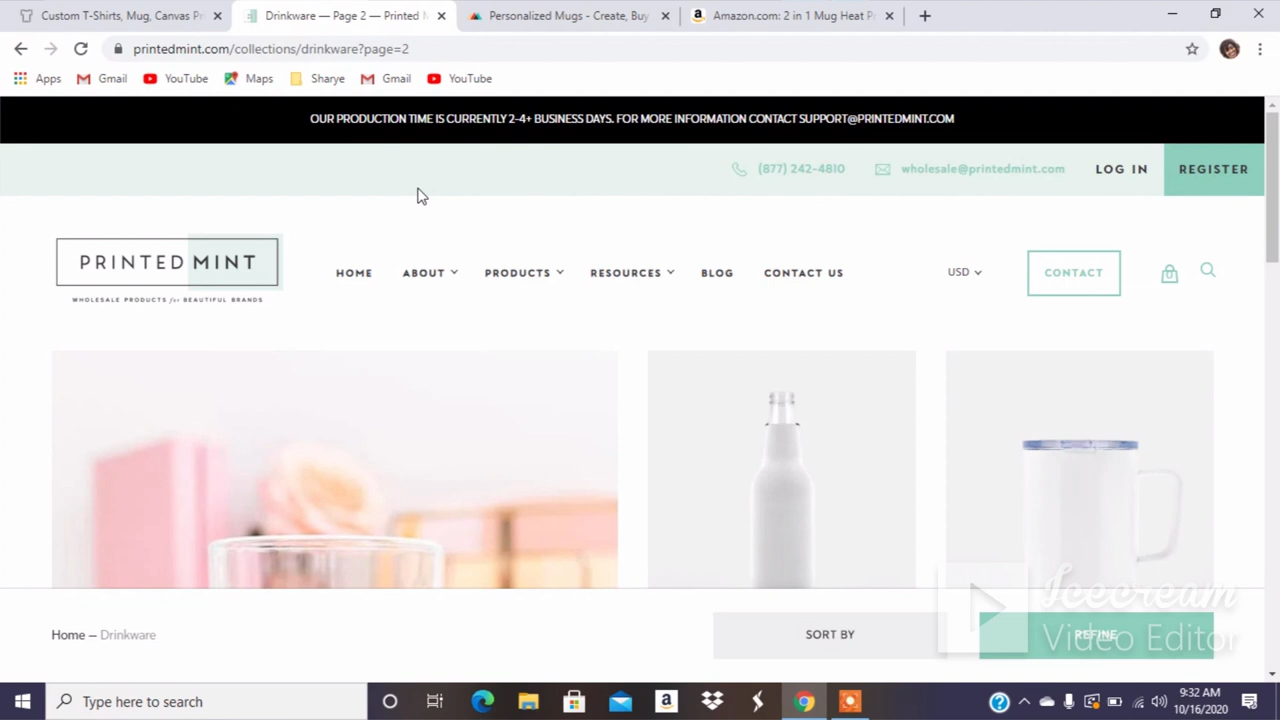 Custom T-Shirts, Mug, Canvas Pr
Drinkware — Page 2 — Printed M
Personalized Mugs - Create, Buy
Amazon.com: 2 in 1 Mug Heat Pr
printedmint.com/collections/drinkware?page=2
Apps
Gmail
YouTube
Maps
Sharye
Gmail
YouTube
OUR PRODUCTION TIME IS CURRENTLY 2-4+ BUSINESS DAYS. FOR MORE INFORMATION CONTACT SUPPORT@PRINTEDMINT.COM
(877) 242-4810
wholesale@printedmint.com
LOG IN
REGISTER
PRINTED MINT
WHOLESALE PRODUCTS for BEAUTIFUL BRANDS
HOME
ABOUT
PRODUCTS
RESOURCES
BLOG
CONTACT US
USD
CONTACT
0
Home — Drinkware
SORT BY
REFINE
Icecream
Video Editor
Type here to search
9:32 AM
10/16/2020